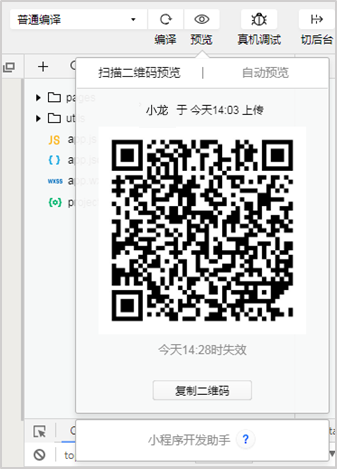 普通编译
编译
预览
真机调试
切后台
扫描二维码预览 | 自动预览
小龙 于 今天14:03 上传
pages
JS
{ }
wxss
{o}
今天14:28时失效
复制二维码
小程序开发助手 ?